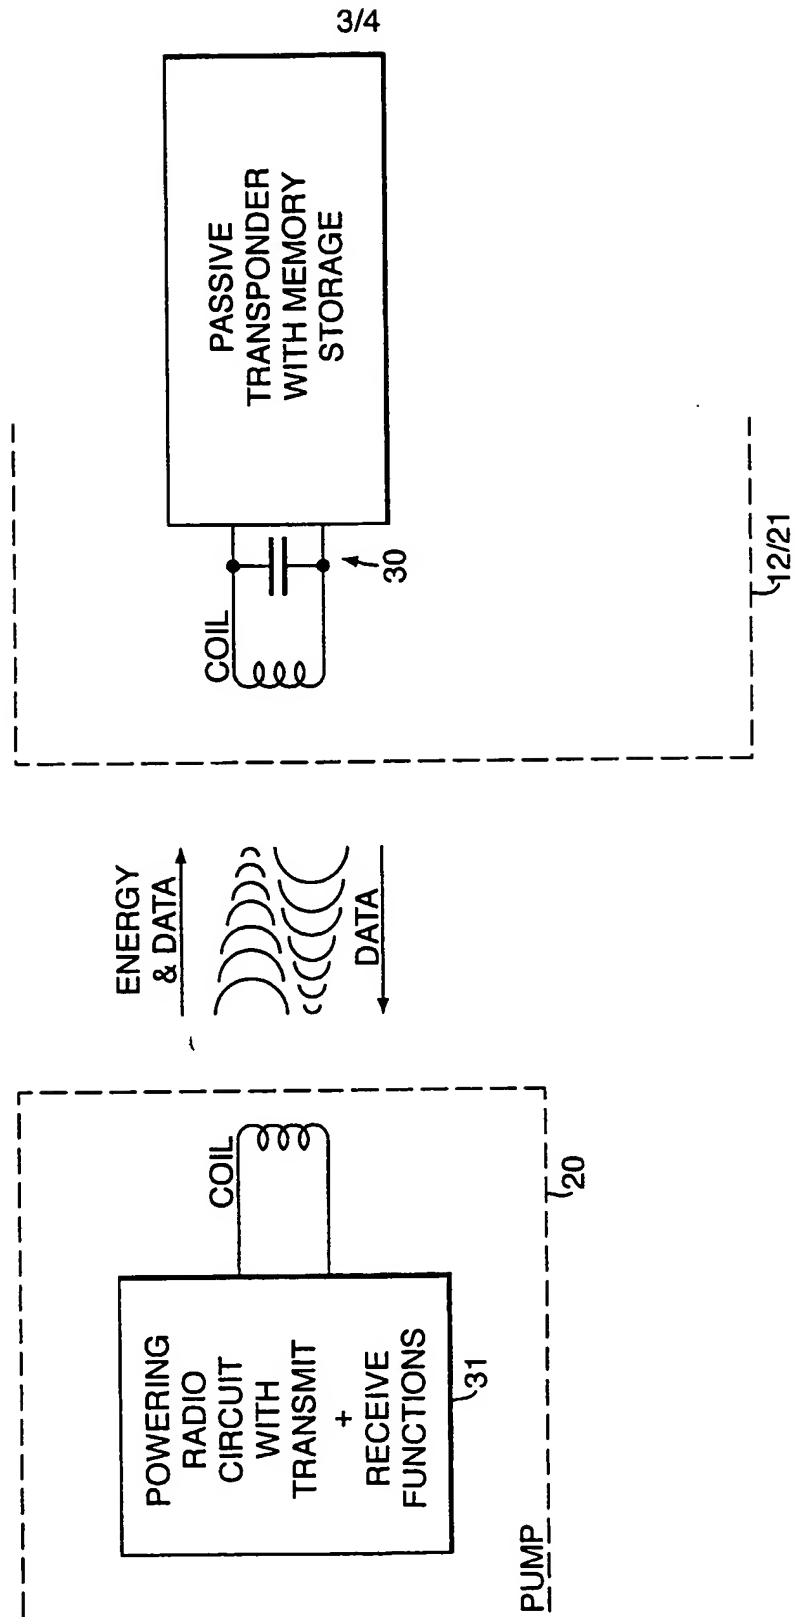 3/4
PASSIVE
TRANSPONDER
WITH MEMORY
STORAGE
COIL
30
12/21
ENERGY
& DATA
DATA
COIL
20
POWERING
RADIO
CIRCUIT
WITH
TRANSMIT
+
RECEIVE
FUNCTIONS
31
PUMP